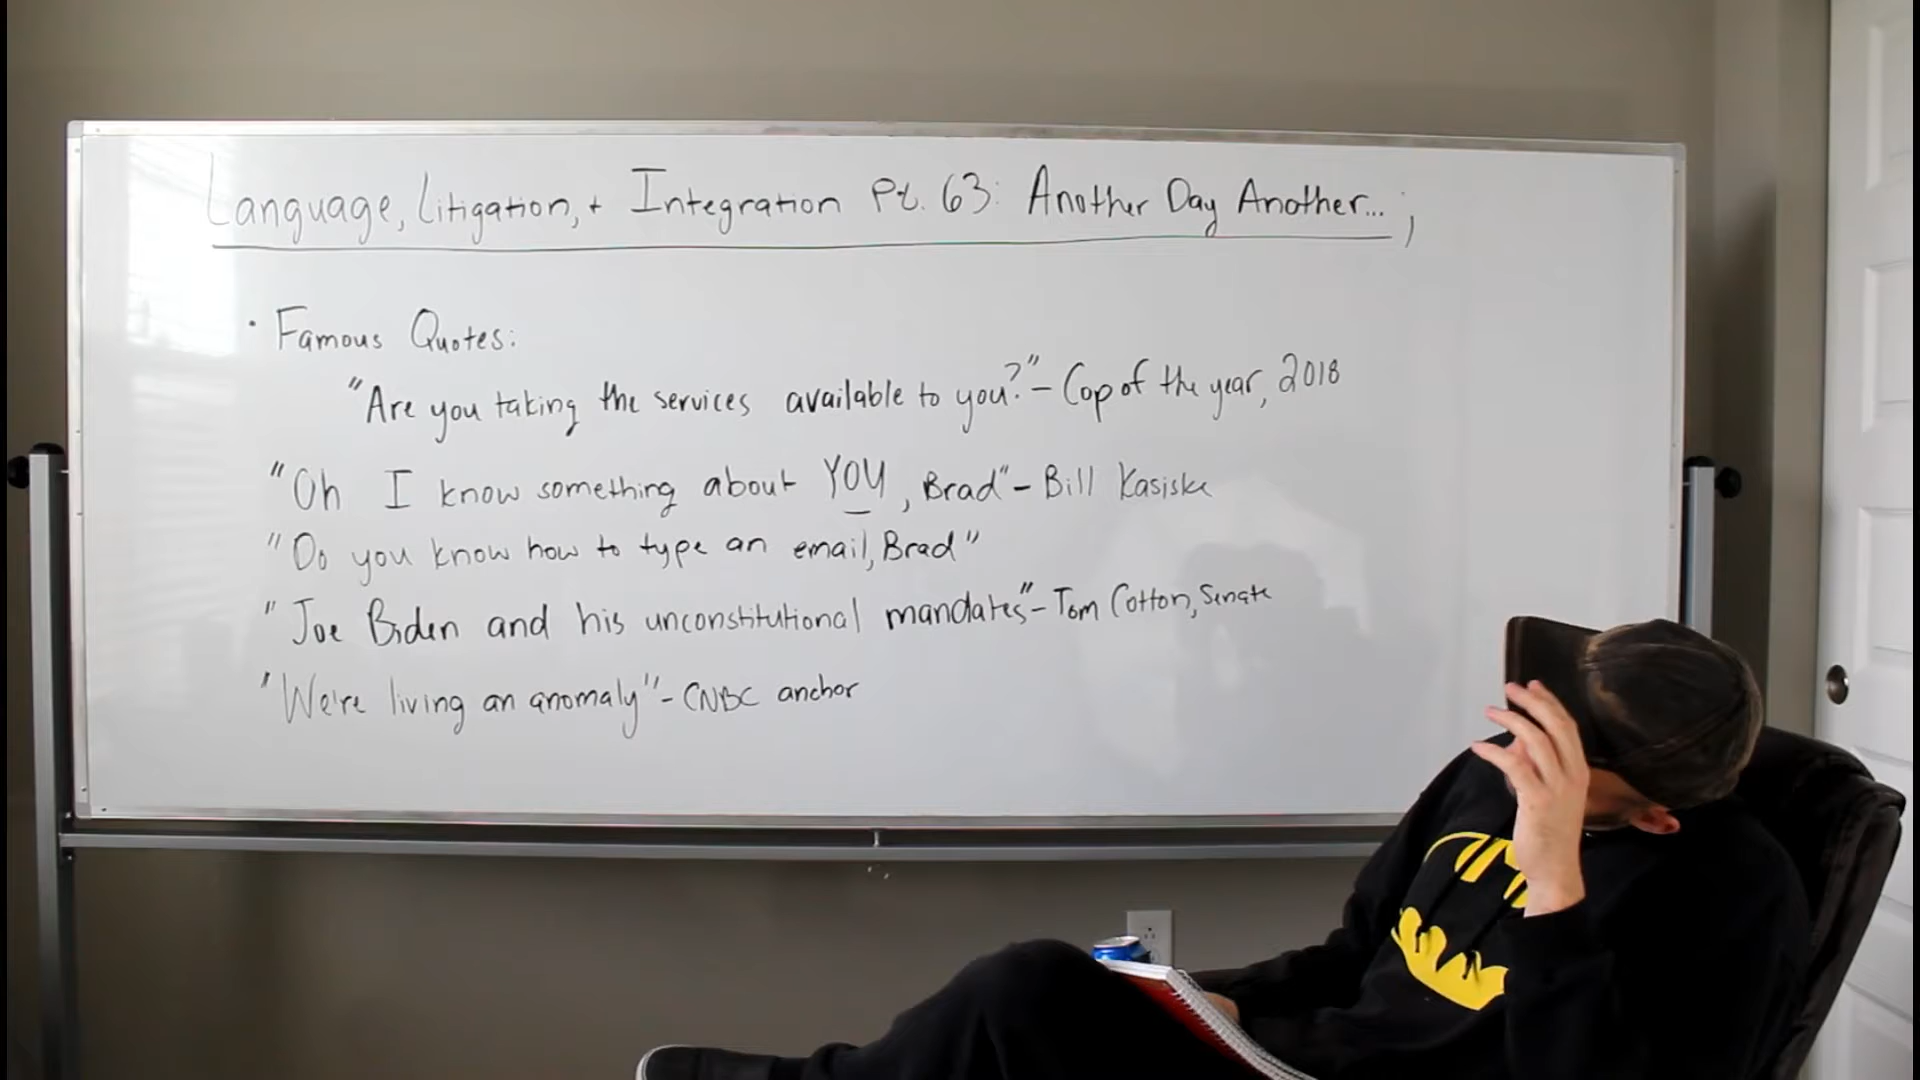 Language, Litigation, + Integration Pt. 63: Another Day Another... ;
· Famous Quotes:
"Are you taking the services available to you?" - Cop of the year, 2018
"Oh I know something about YOU, Brad" - Bill Kasiske
"Do you know how to type an email, Brad"
"Joe Biden and his unconstitutional mandates" - Tom Cotton, Senate
"We're living an anomaly" - CNBC anchor